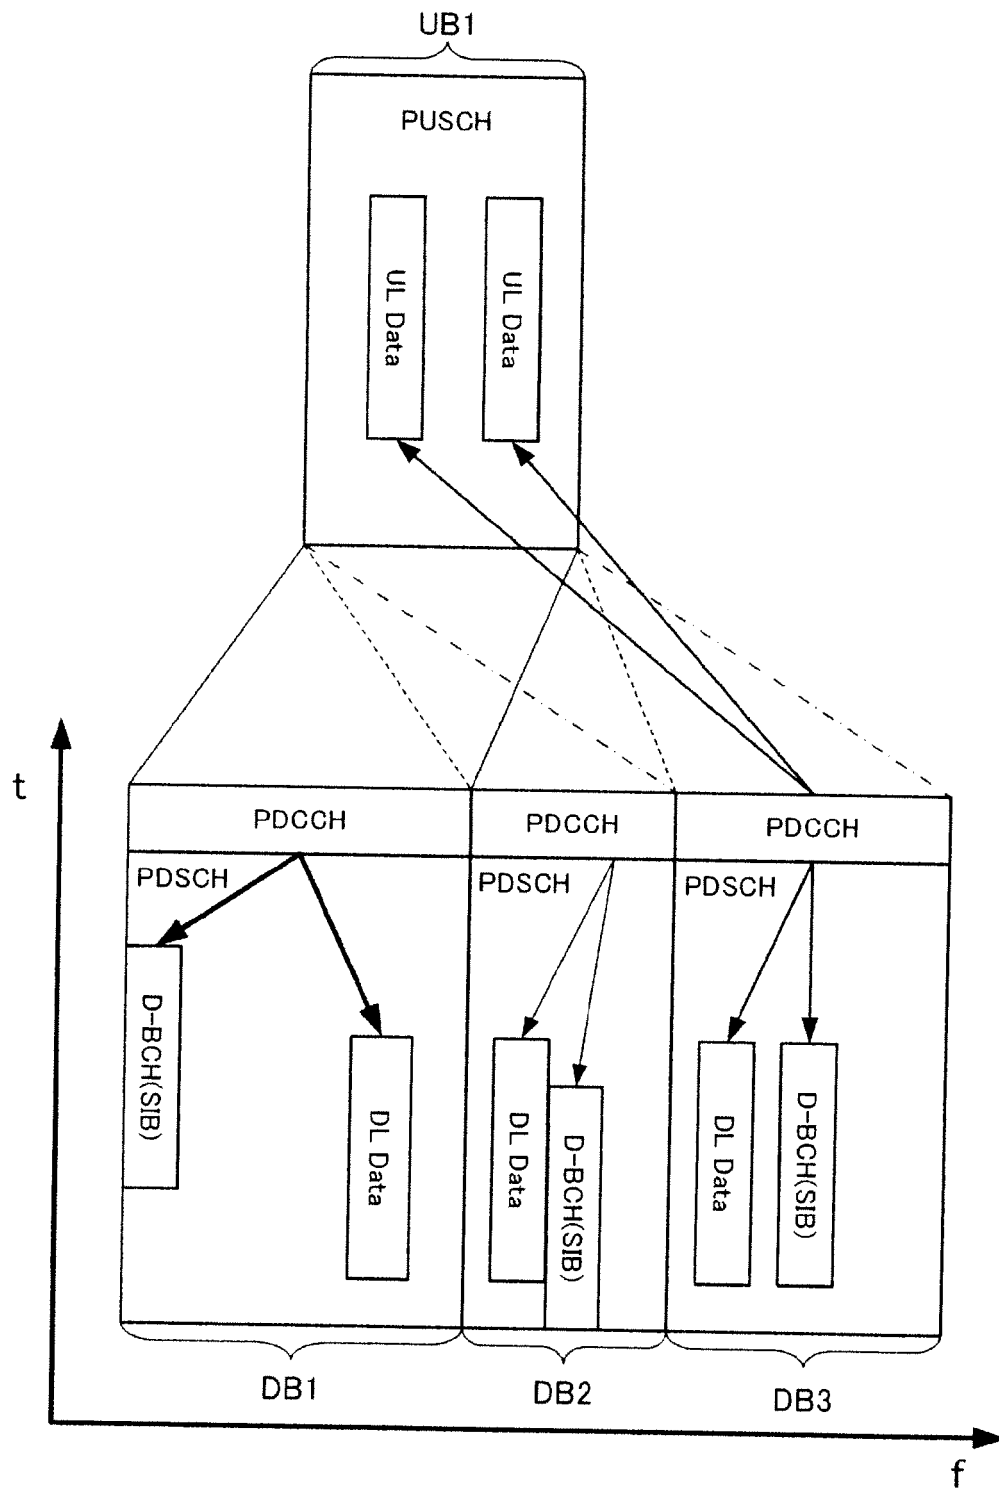 UB1
PUSCH
UL Data
UL Data
t
PDCCH
PDCCH
PDCCH
PDSCH
PDSCH
PDSCH
D-BCH(SIB)
DL Data
DL Data
D-BCH(SIB)
DL Data
D-BCH(SIB)
DB1
DB2
DB3
f